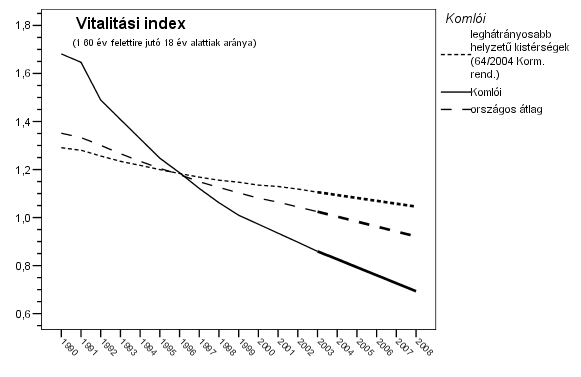 Vitalitási index
(1 60 év felettire jutó 18 év alattiak aránya)
1,8
1,6
1,4
1,2
1,0
0,8
0,6
1990
1991
1992
1993
1994
1995
1996
1997
1998
1999
2000
2001
2002
2003
2004
2005
2006
2007
2008
Komlói
leghátrányosabb
helyzetű kistérségek
(64/2004 Korm.
rend.)
Komlói
országos átlag